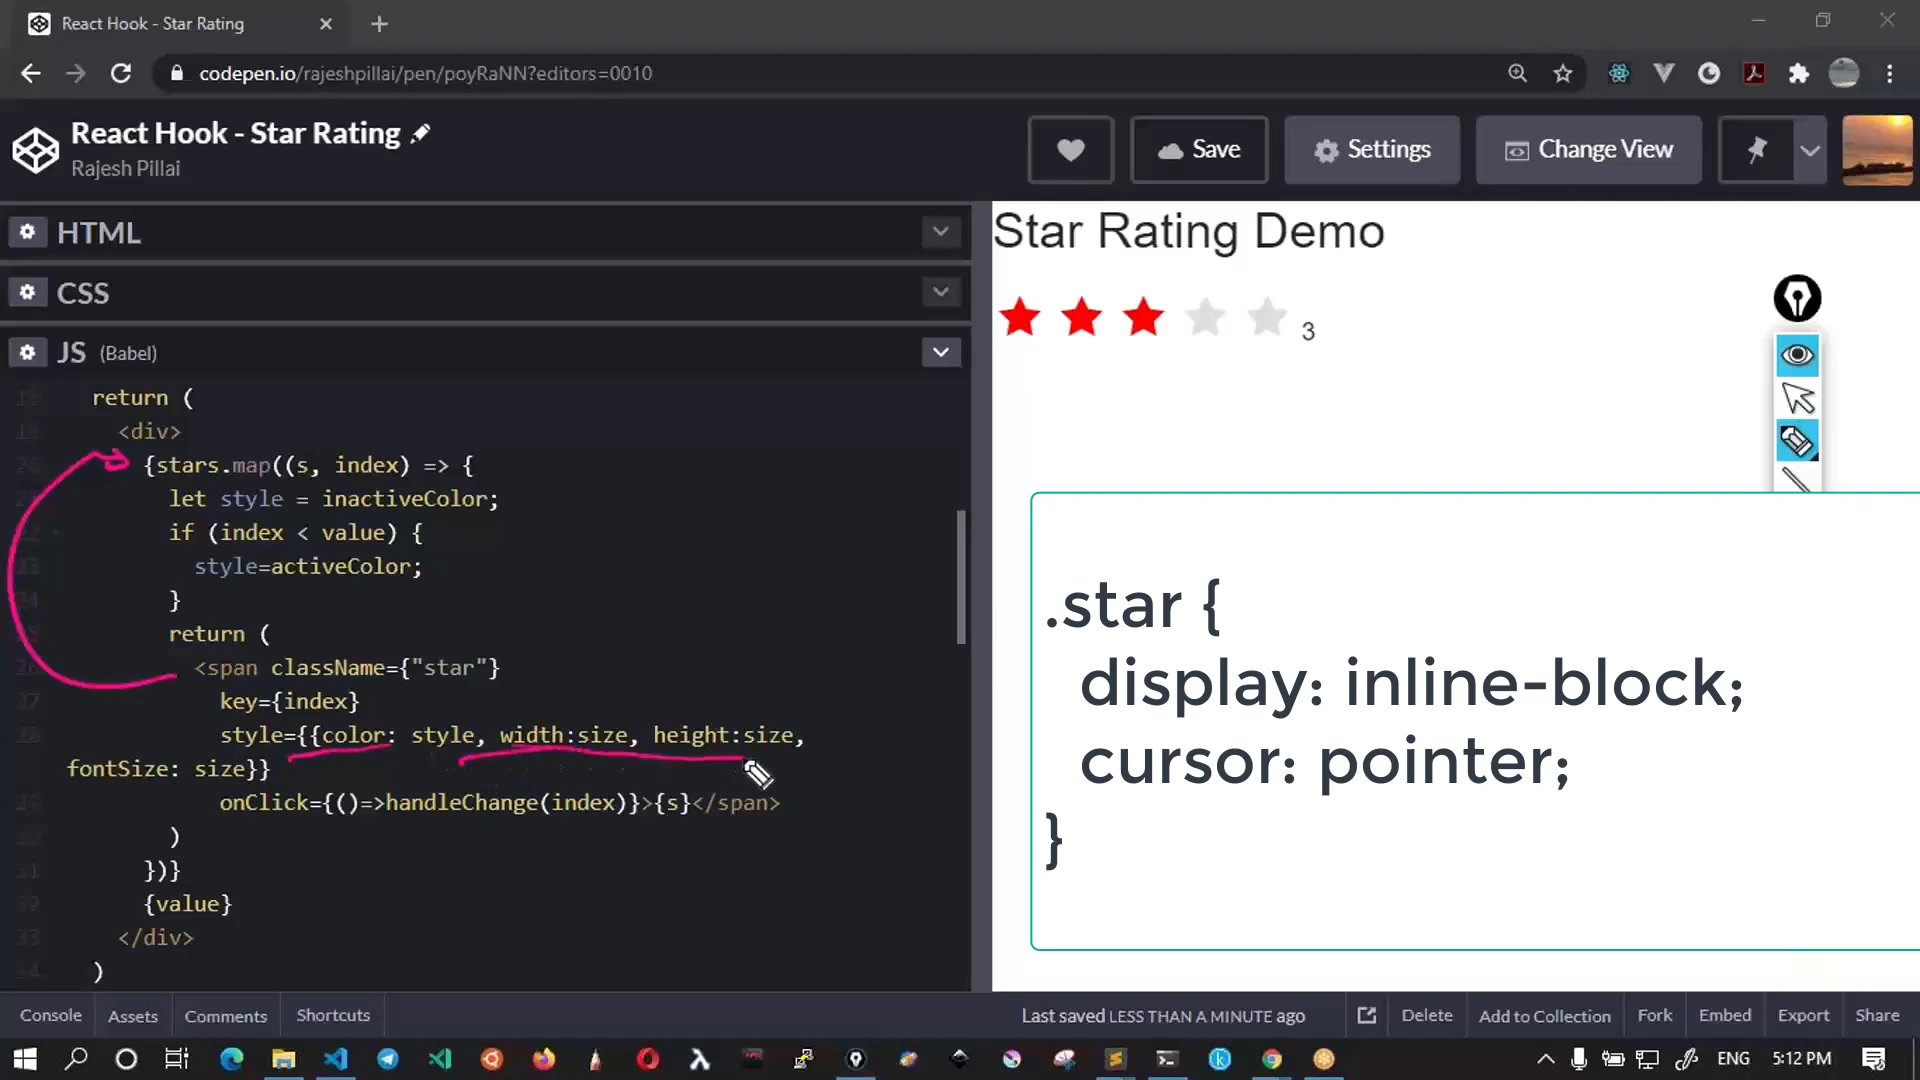 React Hook - Star Rating
codepen.io/rajeshpillai/pen/poyRaNN?editors=0010
React Hook - Star Rating
Rajesh Pillai
Save
Settings
Change View
HTML
CSS
JS (Babel)
return (
<div>
{stars.map((s, index) => {
let style = inactiveColor;
if (index < value) {
style=activeColor;
}
return (
<span className={"star"}
key={index}
style={{color: style, width:size, height:size,
fontSize: size}}
onClick={()=>handleChange(index)}>{s}</span>
)
})}
{value}
</div>
)
Star Rating Demo
3
.star {
display: inline-block;
cursor: pointer;
}
Console
Assets
Comments
Shortcuts
Last saved LESS THAN A MINUTE ago
Delete
Add to Collection
Fork
Embed
Export
Share
ENG
5:12 PM